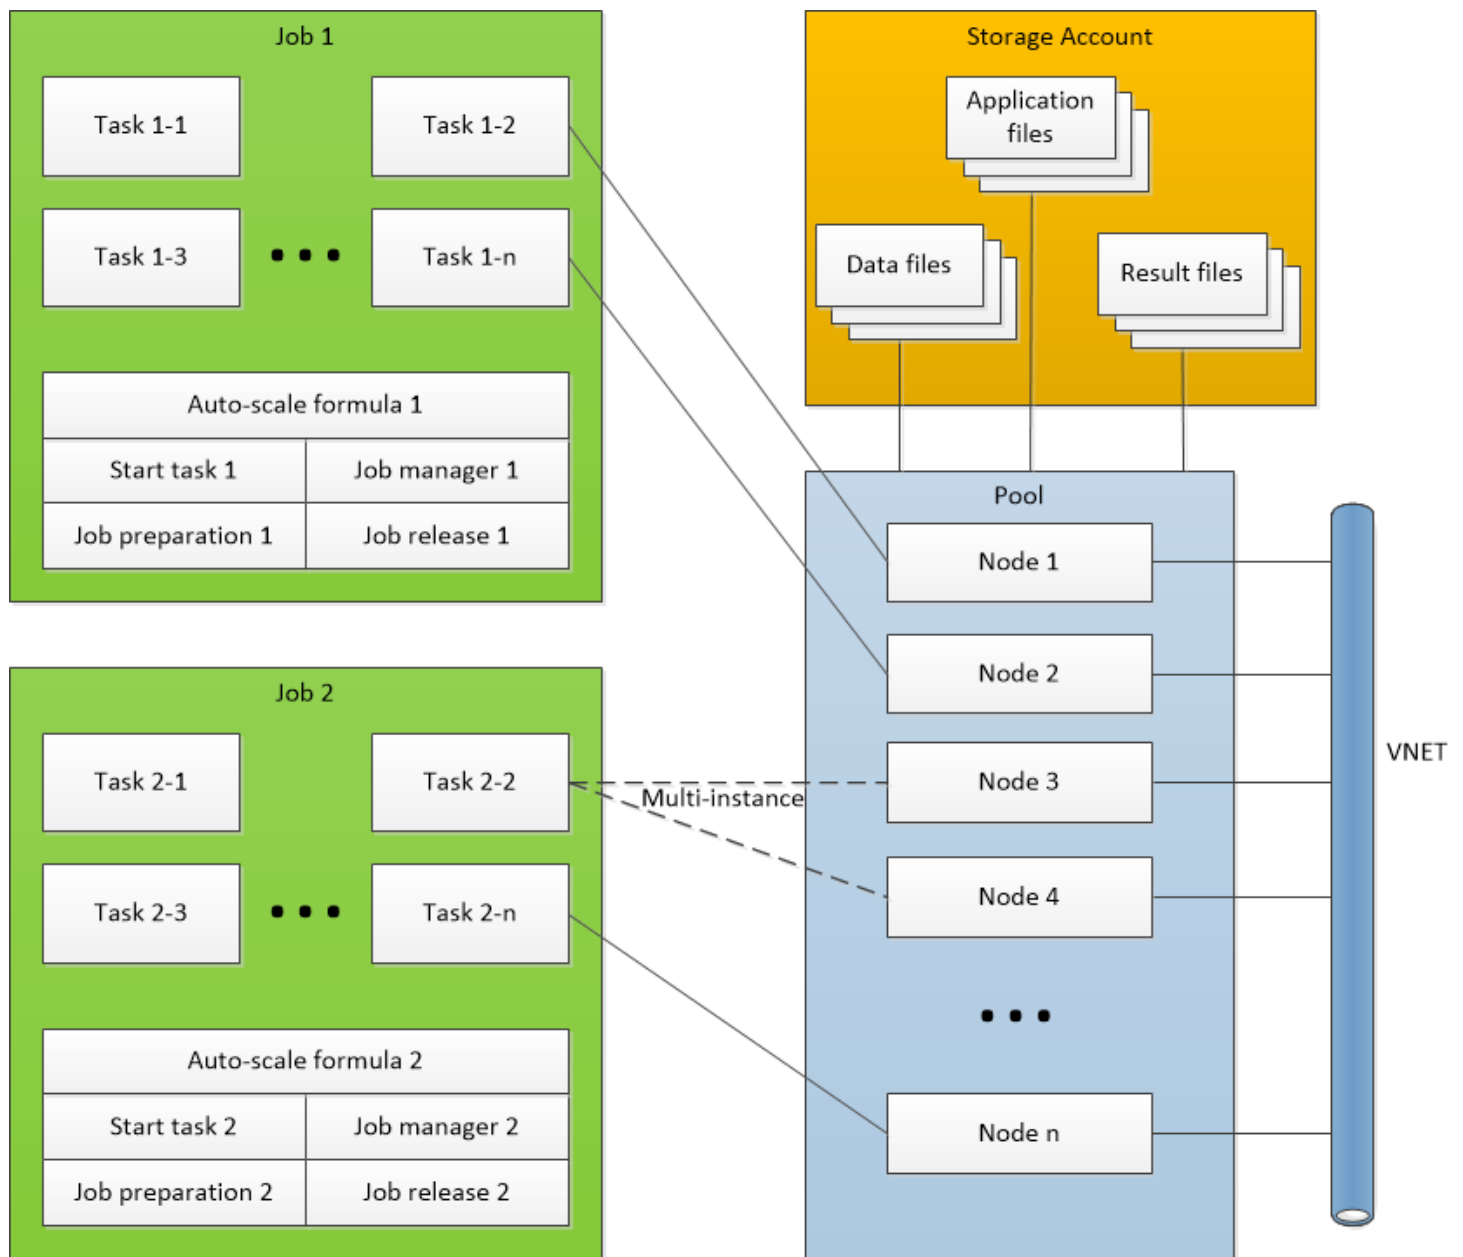 Job 1
Task 1-1
Task 1-2
Task 1-3
Task 1-n
Auto-scale formula 1
Start task 1
Job manager 1
Job preparation 1
Job release 1
Job 2
Task 2-1
Task 2-2
Task 2-3
Task 2-n
Auto-scale formula 2
Start task 2
Job manager 2
Job preparation 2
Job release 2
Multi-instance
Storage Account
Application
files
Data files
Result files
Pool
Node 1
Node 2
Node 3
Node 4
Node n
VNET